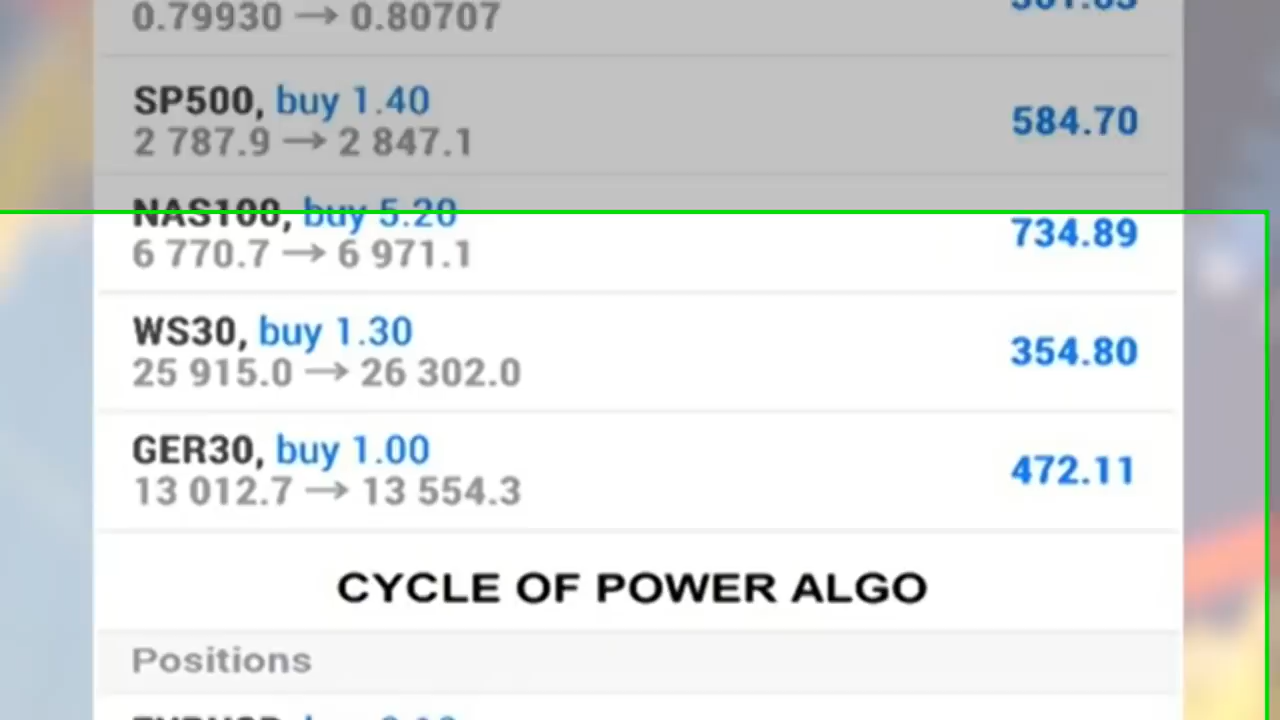 0.79930 → 0.80707
SP500, buy 1.40
584.70
2 787.9 → 2 847.1
NAS100, buy 5.20
734.89
6 770.7 → 6 971.1
WS30, buy 1.30
354.80
25 915.0 → 26 302.0
GER30, buy 1.00
472.11
13 012.7 → 13 554.3
CYCLE OF POWER ALGO
Positions